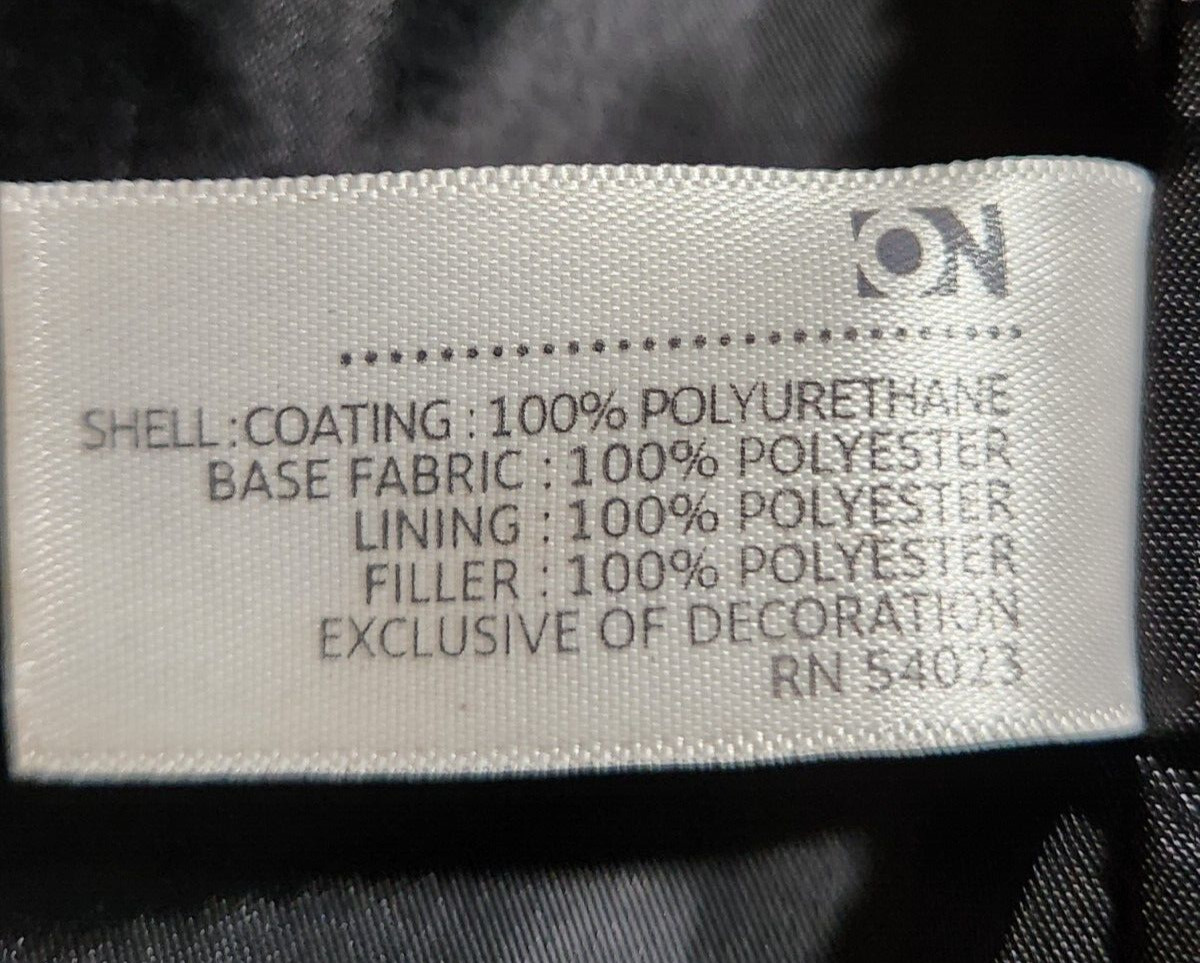 ON
SHELL :COATING : 100% POLYURETHANE
BASE FABRIC : 100% POLYESTER
LINING : 100% POLYESTER
FILLER : 100% POLYESTER
EXCLUSIVE OF DECORATION
RN 54023